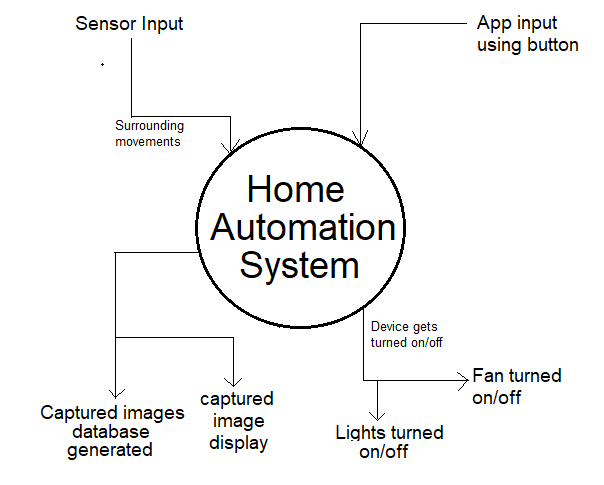 Sensor Input
App input
using button
Surrounding
movements
Home
Automation
System
Device gets
turned on/off
Fan turned
on/off
Captured images
database
generated
captured
image
display
Lights turned
on/off